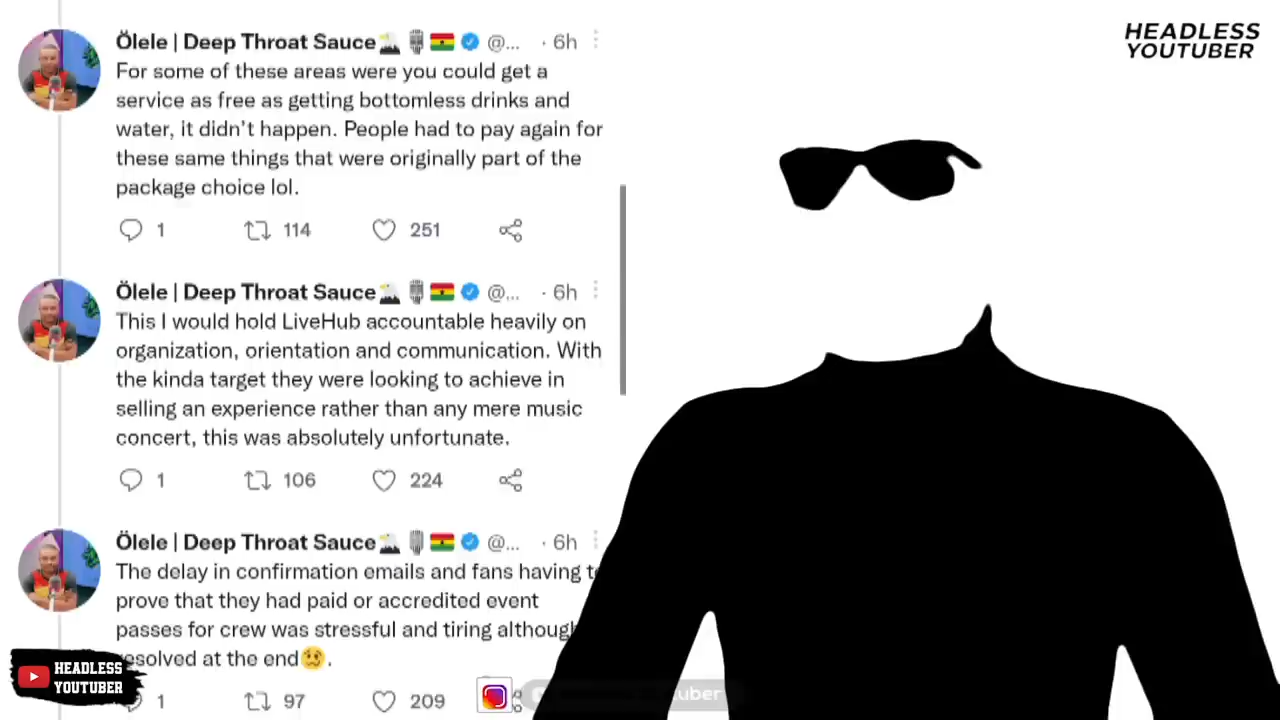 Ölele | Deep Throat Sauce @... · 6h
For some of these areas were you could get a
service as free as getting bottomless drinks and
water, it didn't happen. People had to pay again for
these same things that were originally part of the
package choice lol.
1 114 251
Ölele | Deep Throat Sauce @... · 6h
This I would hold LiveHub accountable heavily on
organization, orientation and communication. With
the kinda target they were looking to achieve in
selling an experience rather than any mere music
concert, this was absolutely unfortunate.
1 106 224
Ölele | Deep Throat Sauce @... · 6h
The delay in confirmation emails and fans having
prove that they had paid or accredited event
passes for crew was stressful and tiring although
resolved at the end🥴.
1 97 209
HEADLESS
YOUTUBER
HEADLESS
YOUTUBER